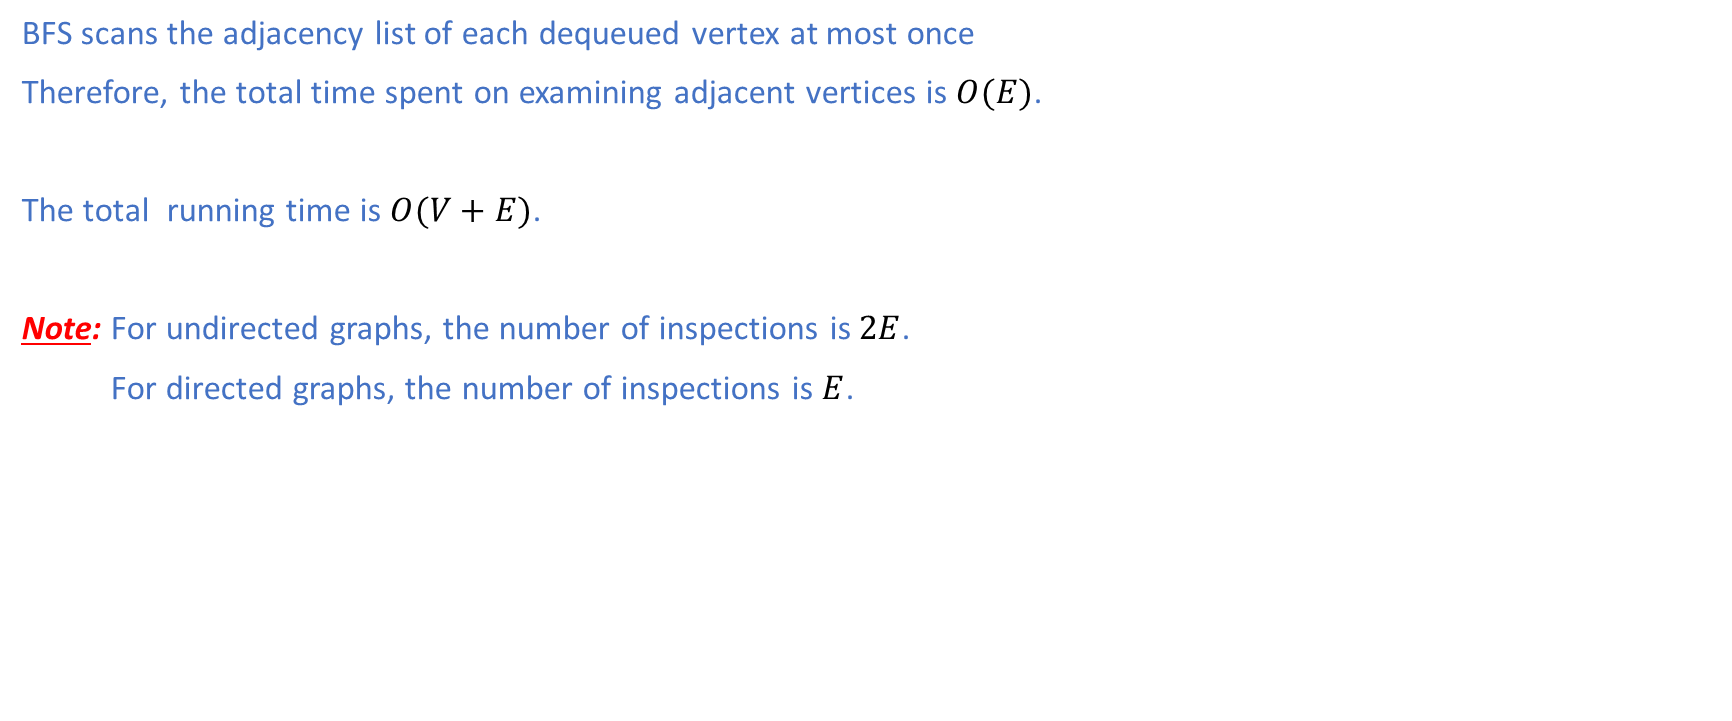 BFS scans the adjacency list of each dequeued vertex at most once
Therefore, the total time spent on examining adjacent vertices is O(E).
The total running time is O(V + E).
Note: For undirected graphs, the number of inspections is 2E.
For directed graphs, the number of inspections is E.